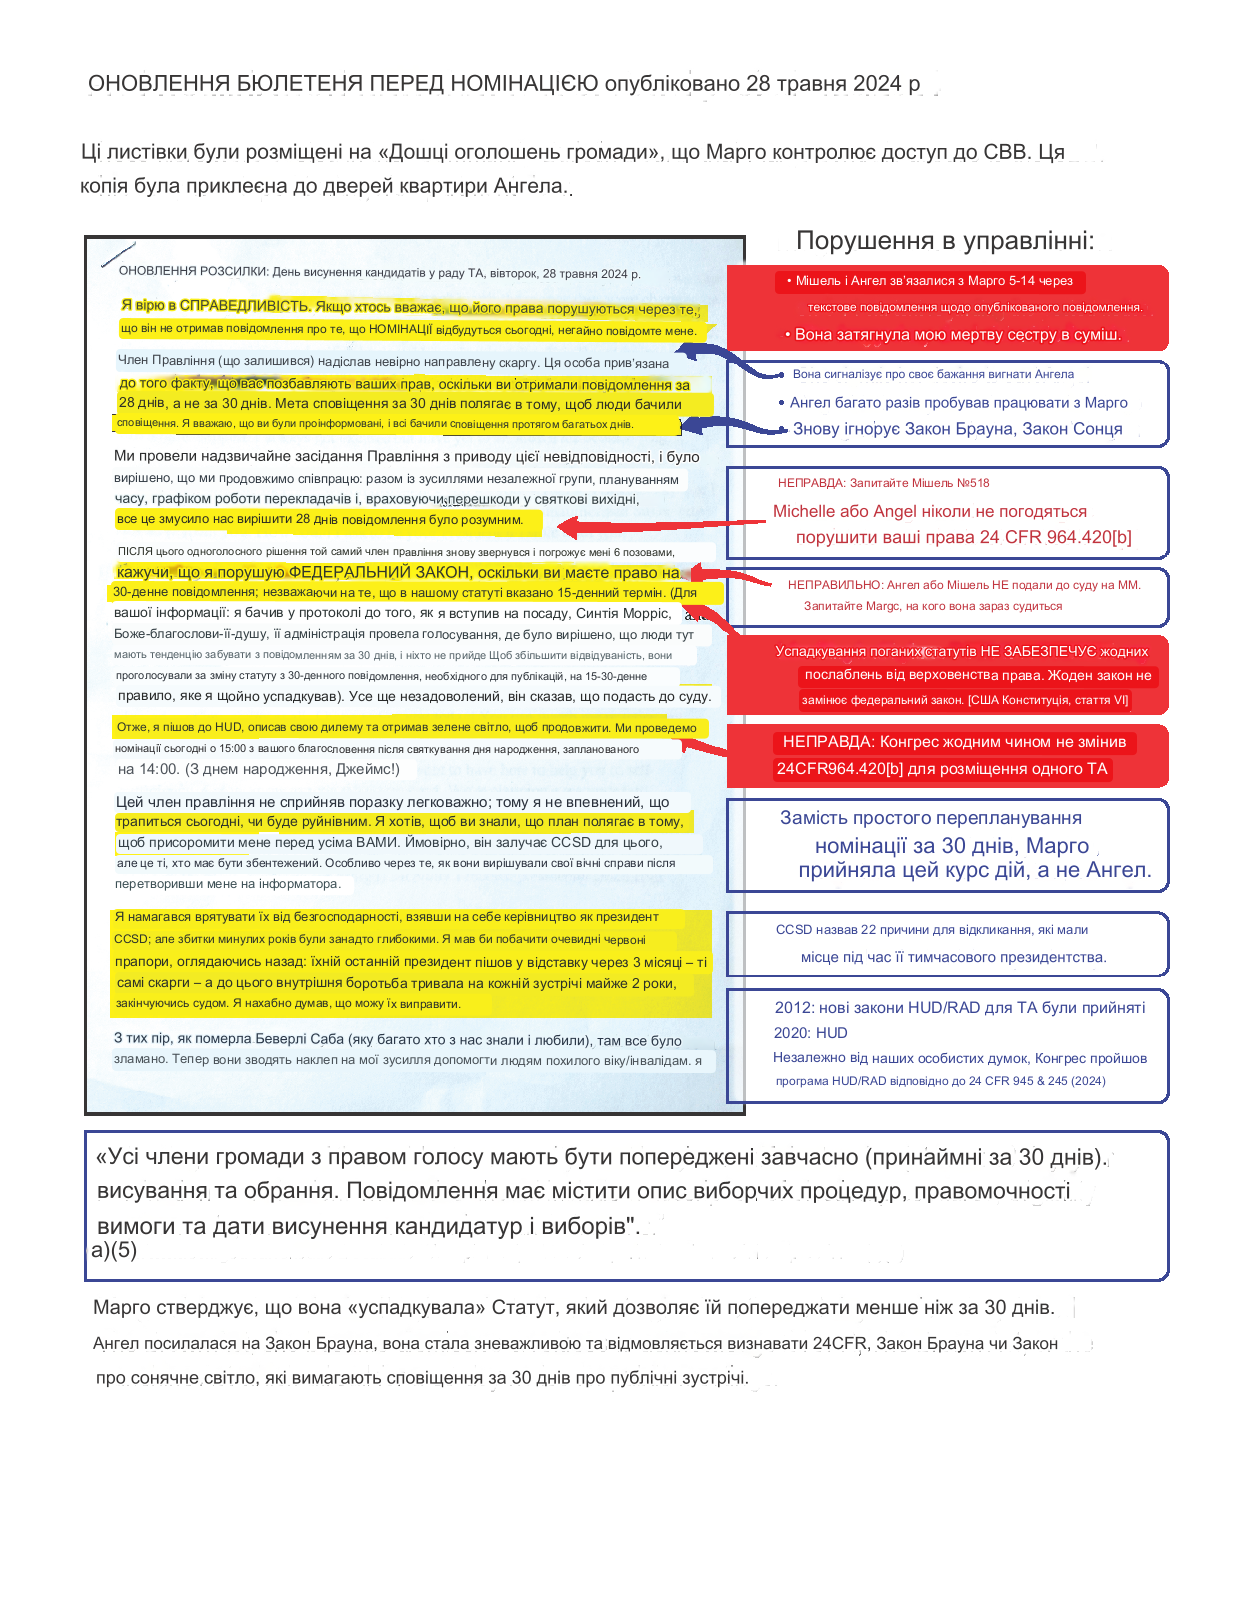 ОНОВЛЕННЯ БЮЛЕТЕНЯ ПЕРЕД НОМІНАЦІЄЮ опубліковано 28 травня 2024 р
Ці листівки були розміщені на «Дошці оголошень громади», що Марго контролює доступ до CBB. Ця
копія була приклеєна до дверей квартири Ангела.
ОНОВЛЕННЯ РОЗСИЛКИ: День висунення кандидатів у раду ТА, вівторок, 28 травня 2024 р.
Я вірю в СПРАВЕДЛИВІСТЬ. Якщо хтось вважає, що його права порушуються через те,
що він не отримав повідомлення про те, що НОМІНАЦІЇ відбудуться сьогодні, негайно повідомте мене.
Член Правління (що залишився) надіслав невірно направлену скаргу. Ця особа прив'язана
до того факту, що вас позбавляють ваших прав, оскільки ви отримали повідомлення за
28 днів, а не за 30 днів. Мета сповіщення за 30 днів полягає в тому, щоб люди бачили
сповіщення. Я вважаю, що ви були проінформовані, і всі бачили сповіщення протягом багатьох днів.
Ми провели надзвичайне засідання Правління з приводу цієї невідповідності, і було
вирішено, що ми продовжимо співпрацю: разом із зусиллями незалежної групи, плануванням
часу, графіком роботи перекладачів і, враховуючи перешкоди у святкові вихідні,
все це змусило нас вирішити 28 днів повідомлення було розумним.
ПІСЛЯ цього одноголосного рішення той самий член правління знову звернувся і погрожує мені 6 позовами,
кажучи, що я порушую ФЕДЕРАЛЬНИЙ ЗАКОН, оскільки ви маєте право на
30-денне повідомлення; незважаючи на те, що в нашому статуті вказано 15-денний термін. (Для
вашої інформації: я бачив у протоколі до того, як я вступив на посаду, Синтія Морріс,
Боже-благослови-її-душу, її адміністрація провела голосування, де було вирішено, що люди тут
мають тенденцію забувати з повідомленням за 30 днів, і ніхто не прийде Щоб збільшити відвідуваність, вони
проголосували за зміну статуту з 30-денного повідомлення, необхідного для публікацій, на 15-30-денне
правило, яке я щойно успадкував). Усе ще незадоволений, він сказав, що подасть до суду.
Отже, я пішов до HUD, описав свою дилему та отримав зелене світло, щоб продовжити. Ми проведемо
номінації сьогодні о 15:00 з вашого благословення після святкування дня народження, запланованого
на 14:00. (З днем народження, Джеймс!)
Цей член правління не сприйняв поразку легковажно; тому я не впевнений, що
трапиться сьогодні, чи буде руйнівним. Я хотів, щоб ви знали, що план полягає в тому,
щоб присоромити мене перед усіма ВАМИ. Ймовірно, він залучає CCSD для цього,
але це ті, хто має бути збентежений. Особливо через те, як вони вирішували свої вічні справи після
перетворивши мене на інформатора.
Я намагався врятувати їх від безгосподарності, взявши на себе керівництво як президент
CCSD; але збитки минулих років були занадто глибокими. Я мав би побачити очевидні червоні
прапори, оглядаючись назад: їхній останній президент пішов у відставку через 3 місяці – ті
самі скарги – а до цього внутрішня боротьба тривала на кожній зустрічі майже 2 роки,
закінчуючись судом. Я нахабно думав, що можу їх виправити.
З тих пір, як померла Беверлі Саба (яку багато хто з нас знали і любили), там все було
зламано. Тепер вони зводять наклеп на мої зусилля допомогти людям похилого віку/інвалідам. я
Порушення в управлінні:
• Мішель і Ангел зв'язалися з Марго 5-14 через
текстове повідомлення щодо опублікованого повідомлення.
• Вона затягнула мою мертву сестру в суміш.
Вона сигналізує про своє бажання вигнати Ангела
• Ангел багато разів пробував працювати з Марго
Знову ігнорує Закон Брауна, Закон Сонця
НЕПРАВДА: Запитайте Мішель №518
Michelle або Angel ніколи не погодяться
порушити ваші права 24 CFR 964.420[b]
НЕПРАВИЛЬНО: Ангел або Мішель НЕ подали до суду на ММ.
Запитайте Margc, на кого вона зараз судиться
Успадкування поганих статутів НЕ ЗАБЕЗПЕЧУЄ жодних
послаблень від верховенства права. Жоден закон не
замінює федеральний закон. [США Конституція, стаття VI]
НЕПРАВДА: Конгрес жодним чином не змінив
24CFR964.420[b] для розміщення одного ТА
Замість простого перепланування
номінації за 30 днів, Марго
прийняла цей курс дій, а не Ангел.
CCSD назвав 22 причини для відкликання, які мали
місце під час її тимчасового президентства.
2012: нові закони HUD/RAD для ТА були прийняті
2020: HUD
Незалежно від наших особистих думок, Конгрес пройшов
програма HUD/RAD відповідно до 24 CFR 945 & 245 (2024)
«Усі члени громади з правом голосу мають бути попереджені завчасно (принаймні за 30 днів).
висування та обрання. Повідомлення має містити опис виборчих процедур, правомочності
вимоги та дати висунення кандидатур і виборів".
a)(5)
Марго стверджує, що вона «успадкувала» Статут, який дозволяє їй попереджати менше ніж за 30 днів.
Ангел посилалася на Закон Брауна, вона стала зневажливою та відмовляється визнавати 24CFR, Закон Брауна чи Закон
про сонячне світло, які вимагають сповіщення за 30 днів про публічні зустрічі.